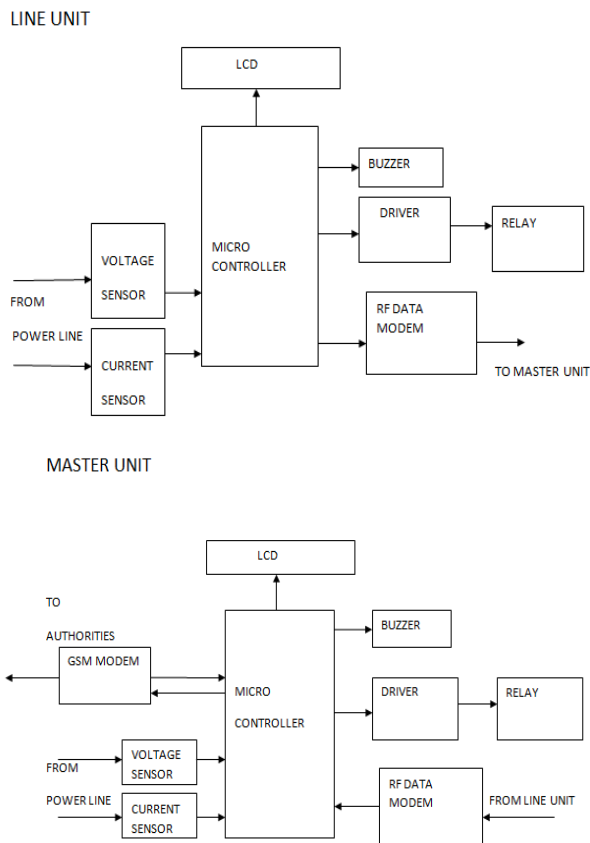 LINE UNIT
LCD
BUZZER
DRIVER
RELAY
MICRO
CONTROLLER
VOLTAGE
SENSOR
FROM
POWER LINE
CURRENT
SENSOR
RF DATA
MODEM
TO MASTER UNIT
MASTER UNIT
LCD
TO
AUTHORITIES
GSM MODEM
BUZZER
MICRO
CONTROLLER
DRIVER
RELAY
VOLTAGE
SENSOR
FROM
POWER LINE
CURRENT
SENSOR
RF DATA
MODEM
FROM LINE UNIT